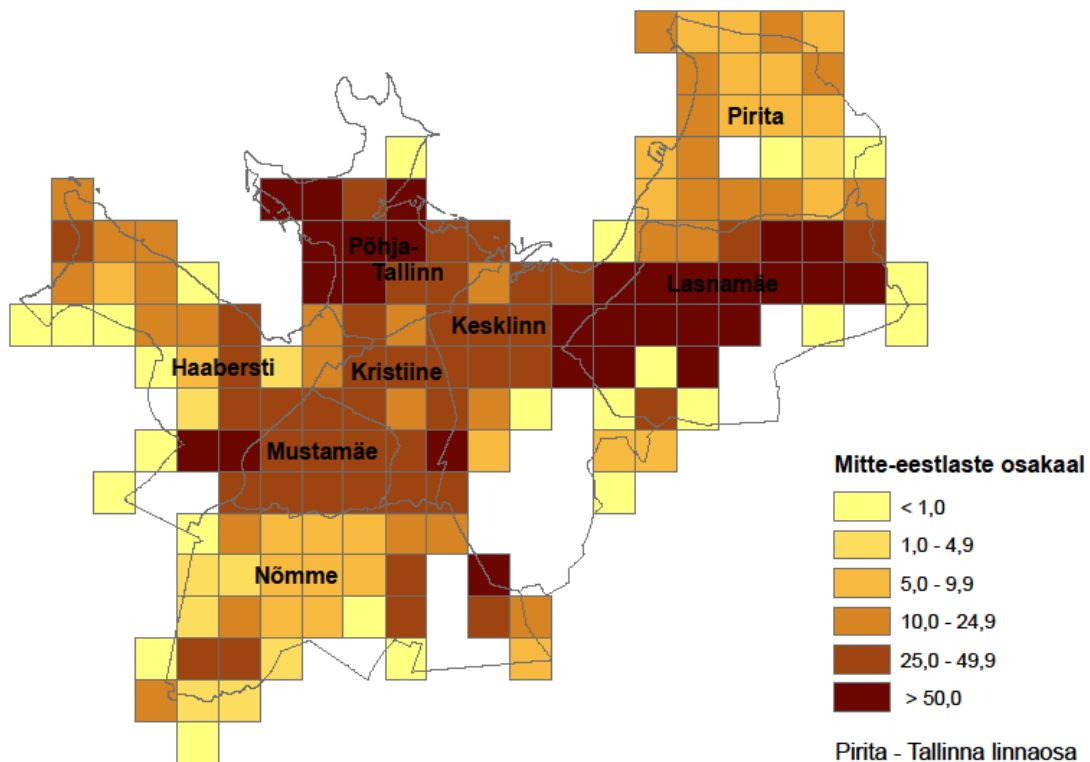 Pirita
Põhja-
Tallinn
Lasnamäe
Kesklinn
Haabersti
Kristiine
Mustamäe
Nõmme
Mitte-eestlaste osakaal
< 1,0
1,0 - 4,9
5,0 - 9,9
10,0 - 24,9
25,0 - 49,9
> 50,0
Pirita - Tallinna linnaosa